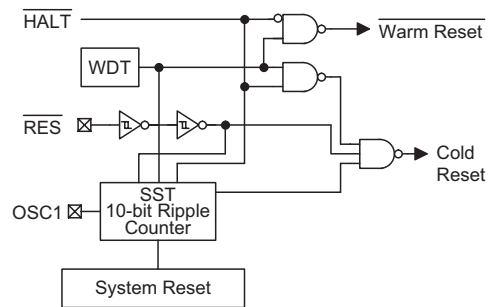 HALT
Warm Reset
WDT
RES
Cold
Reset
SST
10-bit Ripple
Counter
OSC1
System Reset